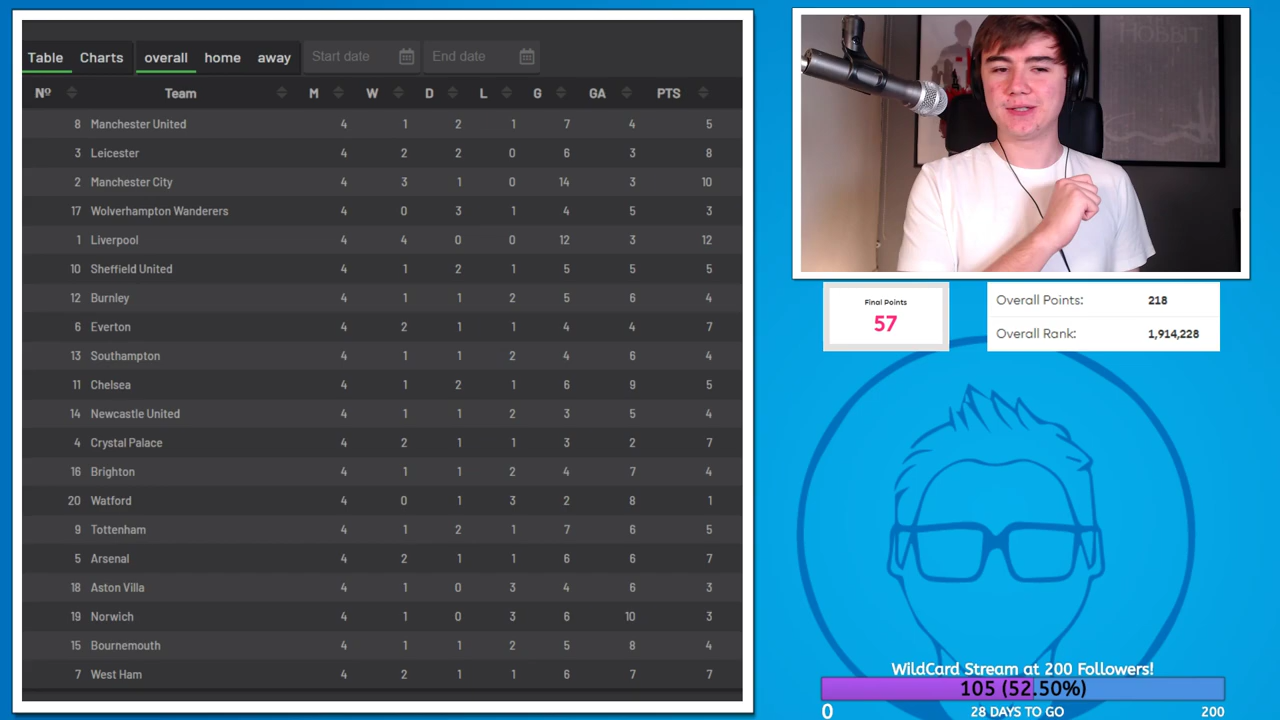 Table Charts overall home away Start date End date
Nº Team M W D L G GA PTS
8 Manchester United 4 1 2 1 7 4 5
3 Leicester 4 2 2 0 6 3 8
2 Manchester City 4 3 1 0 14 3 10
17 Wolverhampton Wanderers 4 0 3 1 4 5 3
1 Liverpool 4 4 0 0 12 3 12
10 Sheffield United 4 1 2 1 5 5 5
12 Burnley 4 1 1 2 5 6 4
6 Everton 4 2 1 1 4 4 7
13 Southampton 4 1 1 2 4 6 4
11 Chelsea 4 1 2 1 6 9 5
14 Newcastle United 4 1 1 2 3 5 4
4 Crystal Palace 4 2 1 1 3 2 7
16 Brighton 4 1 1 2 4 7 4
20 Watford 4 0 1 3 2 8 1
9 Tottenham 4 1 2 1 7 6 5
5 Arsenal 4 2 1 1 6 6 7
18 Aston Villa 4 1 0 3 4 6 3
19 Norwich 4 1 0 3 6 10 3
15 Bournemouth 4 1 1 2 5 8 4
7 West Ham 4 2 1 1 6 7 7
Final Points
57
Overall Points: 218
Overall Rank: 1,914,228
WildCard Stream at 200 Followers!
105 (52.50%)
0 28 DAYS TO GO 200